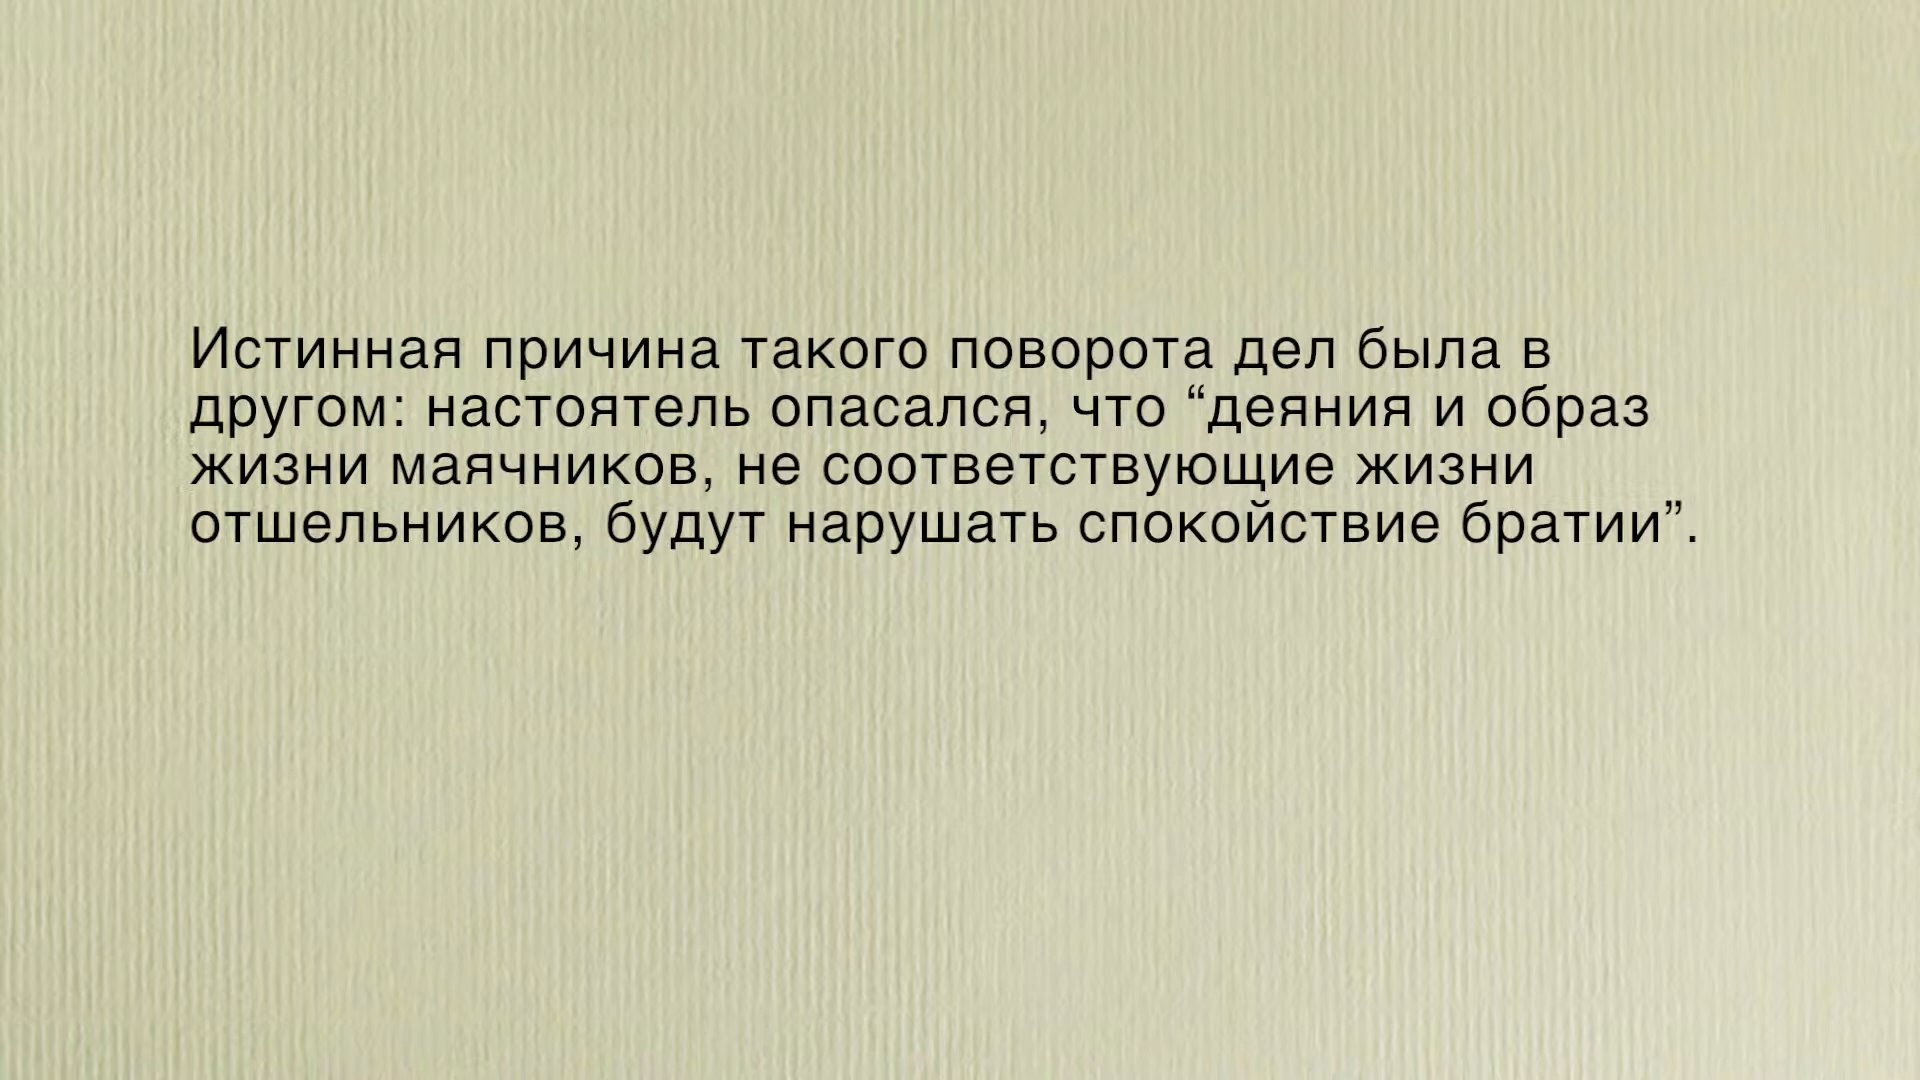 Истинная причина такого поворота дел была в
другом: настоятель опасался, что “деяния и образ
жизни маячников, не соответствующие жизни
отшельников, будут нарушать спокойствие братии”.